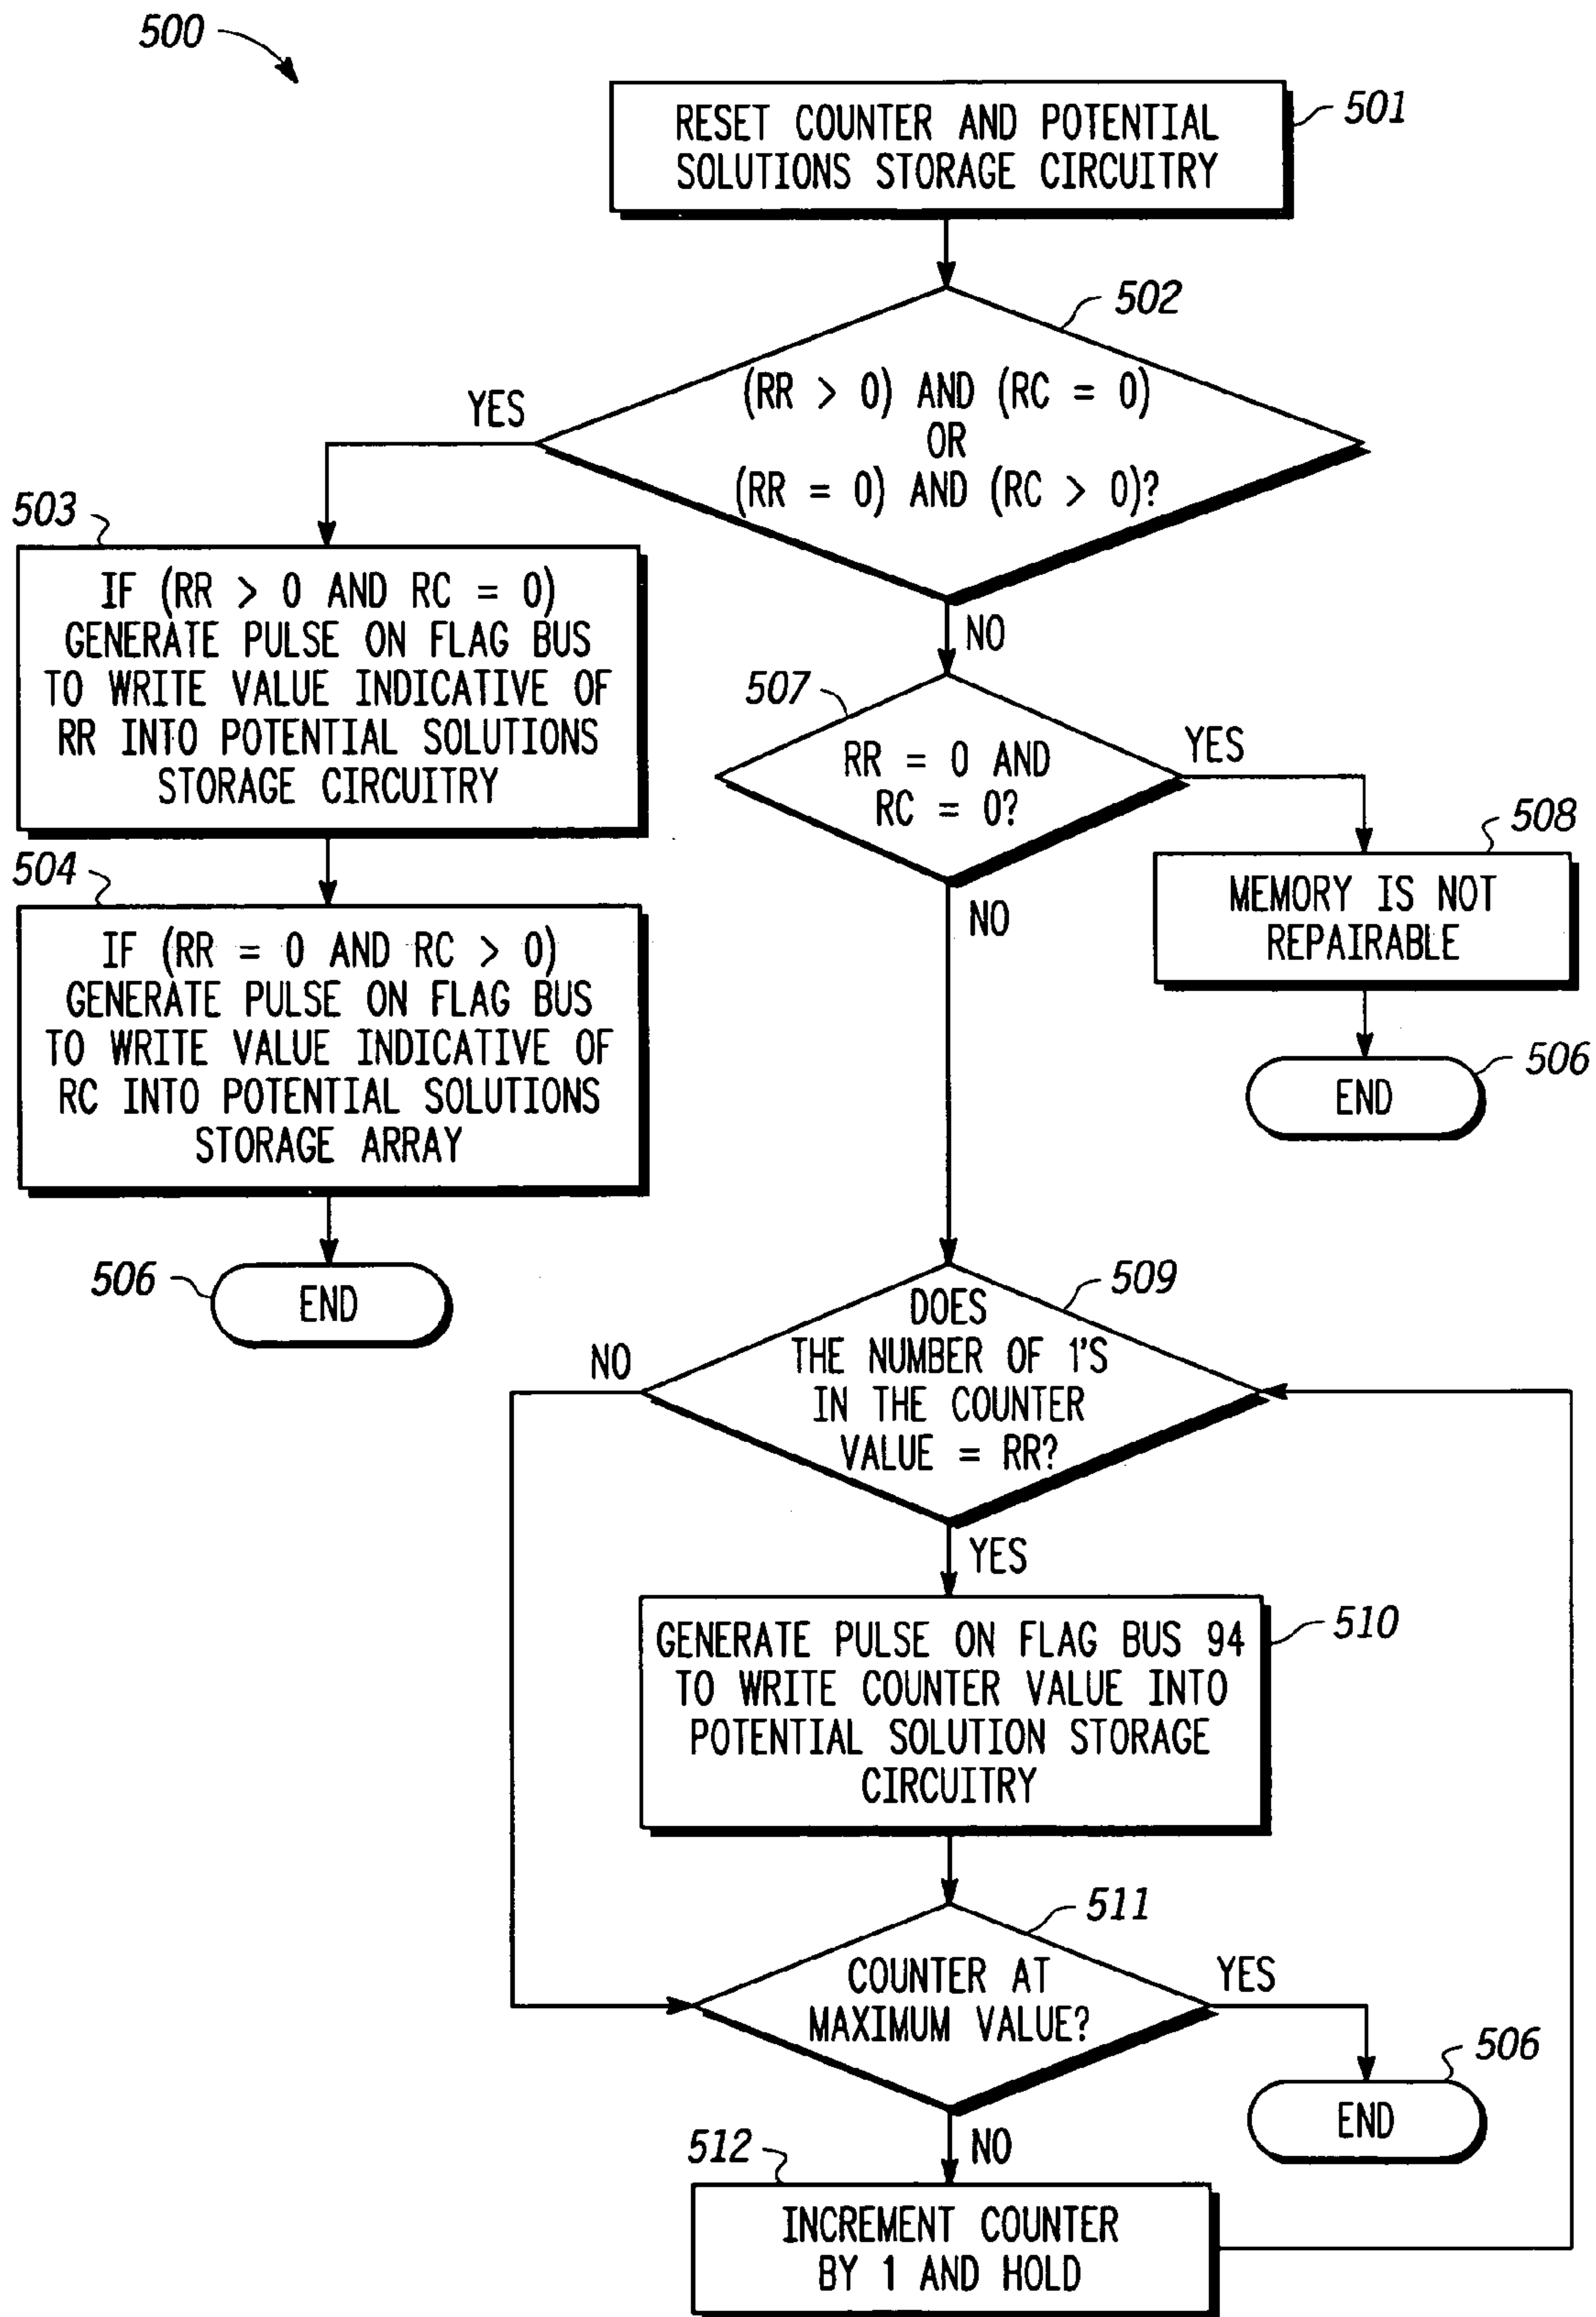 500
RESET COUNTER AND POTENTIAL
SOLUTIONS STORAGE CIRCUITRY
501
502
(RR > 0) AND (RC = 0)
OR
(RR = 0) AND (RC > 0)?
YES
NO
503
IF (RR > 0 AND RC = 0)
GENERATE PULSE ON FLAG BUS
TO WRITE VALUE INDICATIVE OF
RR INTO POTENTIAL SOLUTIONS
STORAGE CIRCUITRY
504
IF (RR = 0 AND RC > 0)
GENERATE PULSE ON FLAG BUS
TO WRITE VALUE INDICATIVE OF
RC INTO POTENTIAL SOLUTIONS
STORAGE ARRAY
506
END
507
RR = 0 AND
RC = 0?
YES
NO
508
MEMORY IS NOT
REPAIRABLE
506
END
509
DOES
THE NUMBER OF 1'S
IN THE COUNTER
VALUE = RR?
NO
YES
510
GENERATE PULSE ON FLAG BUS 94
TO WRITE COUNTER VALUE INTO
POTENTIAL SOLUTION STORAGE
CIRCUITRY
511
COUNTER AT
MAXIMUM VALUE?
YES
506
END
NO
512
INCREMENT COUNTER
BY 1 AND HOLD